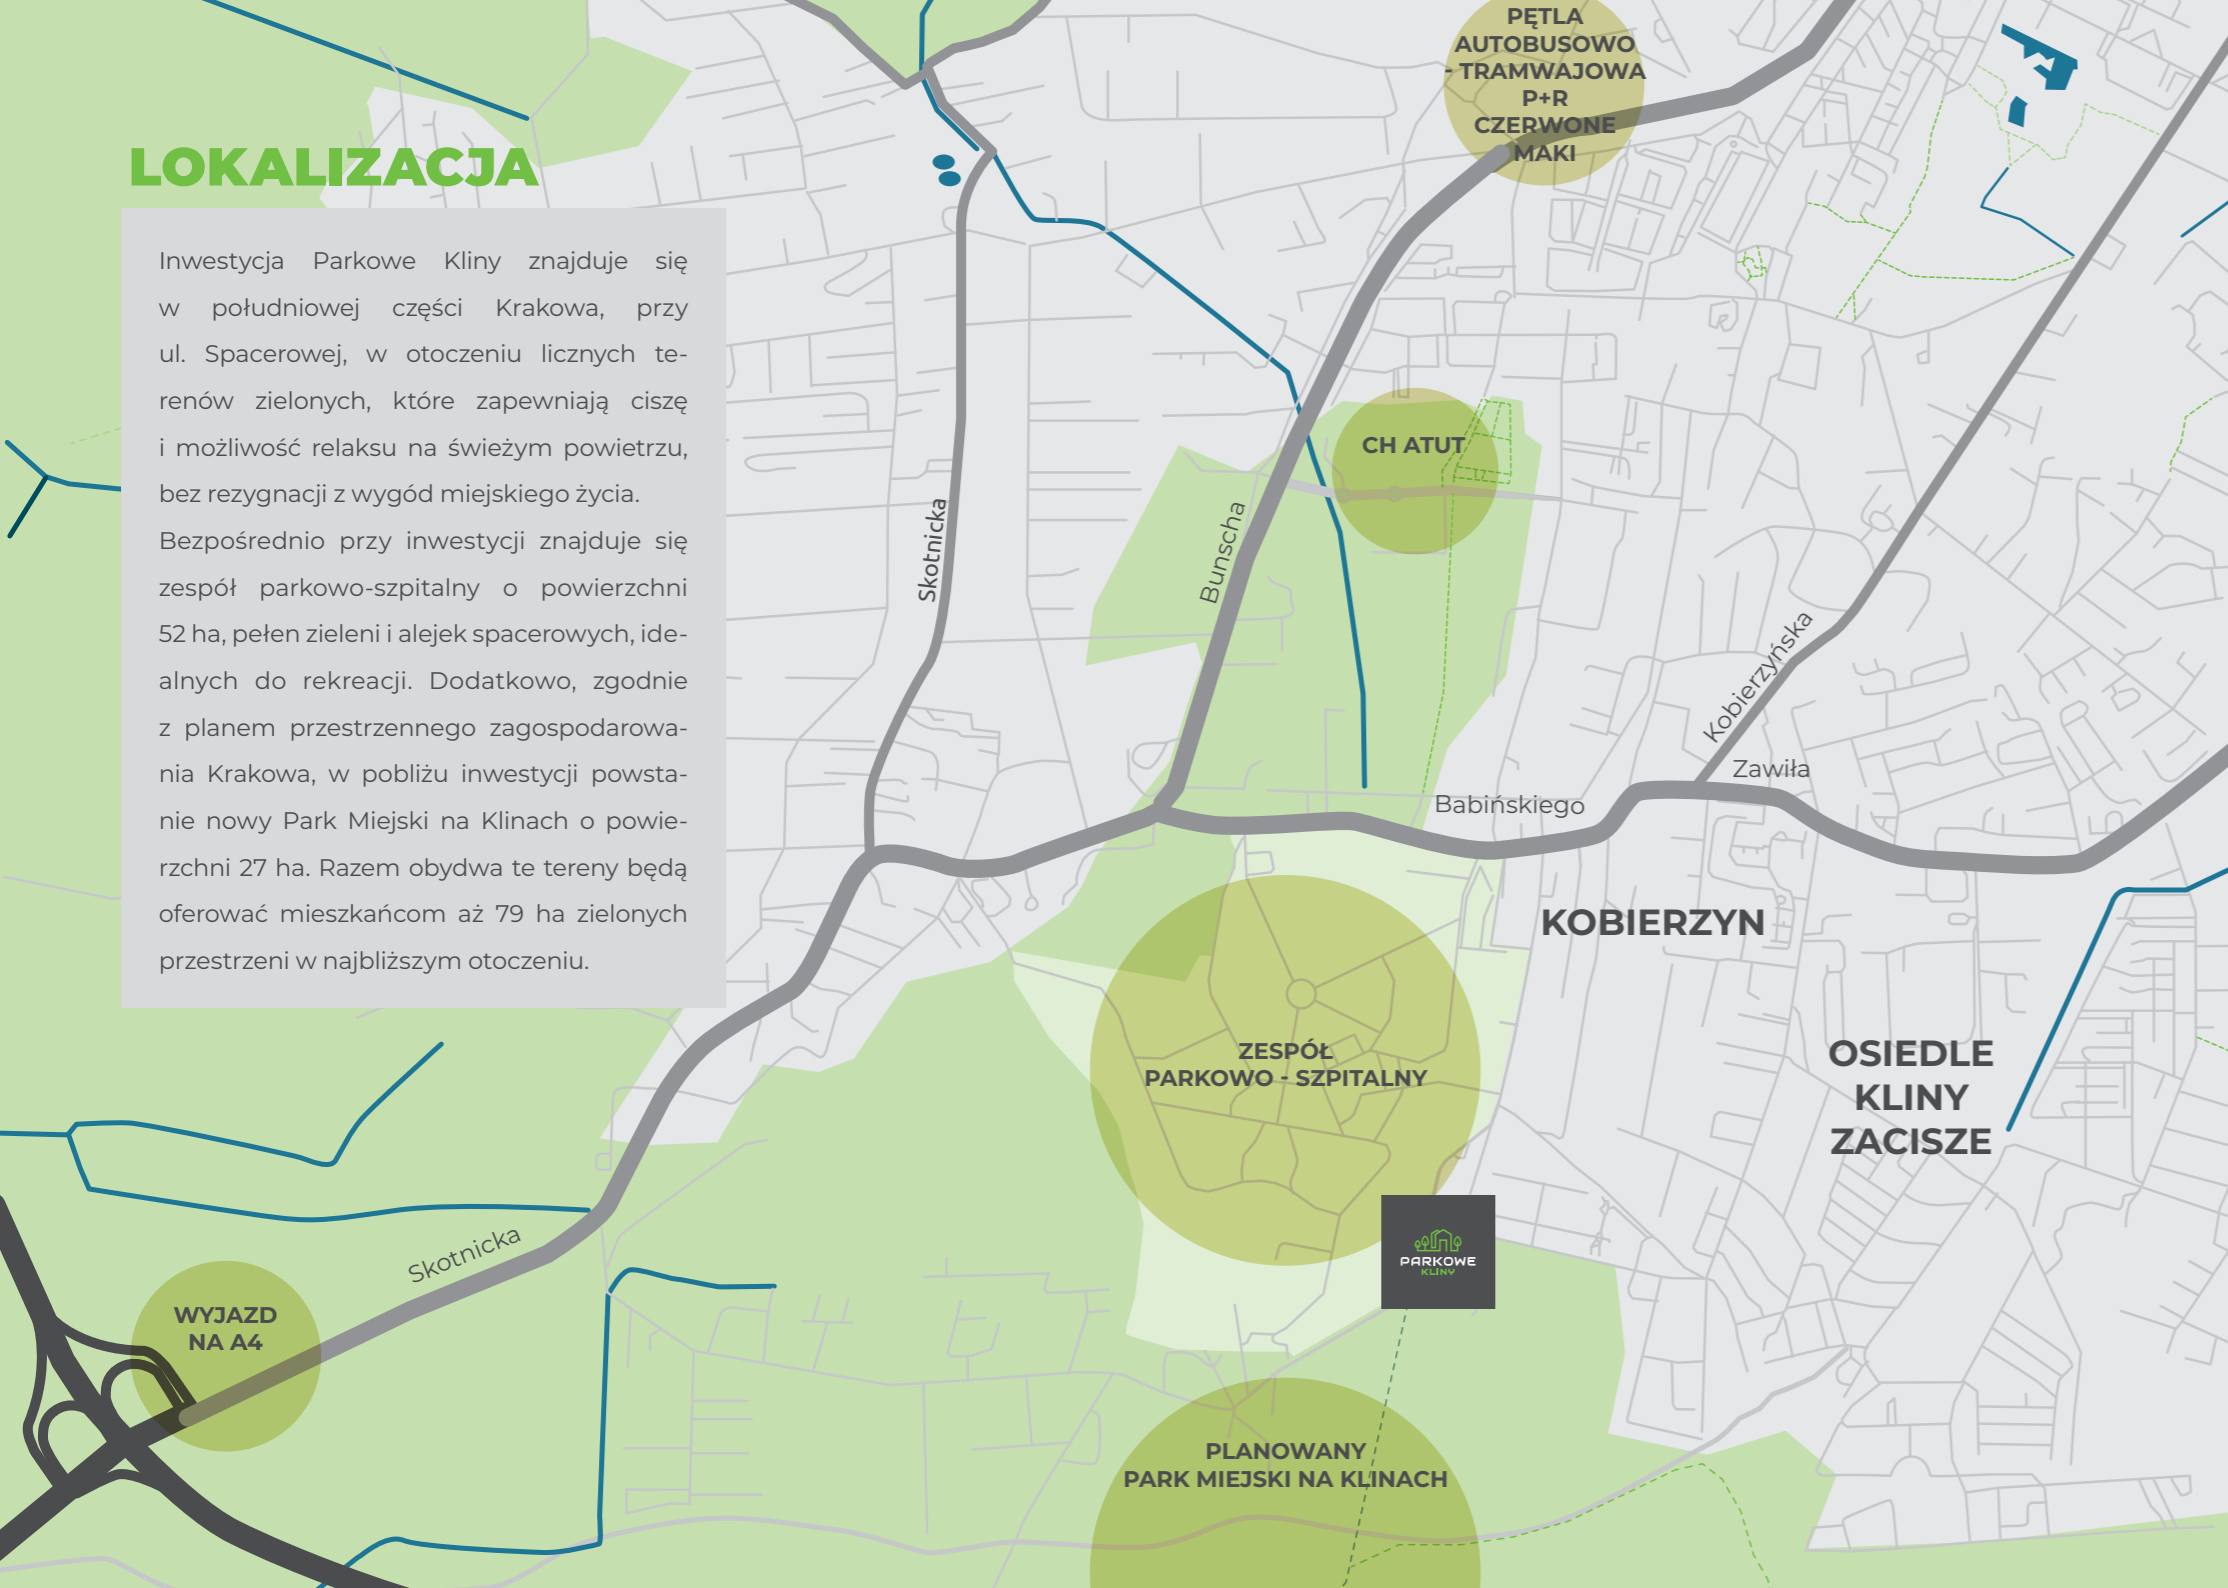 PĘTLA
AUTOBUSOWO
- TRAMWAJOWA
P+R
CZERWONE
MAKI
LOKALIZACJA
Inwestycja Parkowe Kliny znajduje się
w południowej części Krakowa, przy
ul. Spacerowej, w otoczeniu licznych te-
renów zielonych, które zapewniają ciszę
i możliwość relaksu na świeżym powietrzu,
bez rezygnacji z wygód miejskiego życia.
Bezpośrednio przy inwestycji znajduje się
zespół parkowo-szpitalny o powierzchni
52 ha, pełen zieleni i alejek spacerowych, ide-
alnych do rekreacji. Dodatkowo, zgodnie
z planem przestrzennego zagospodarowa-
nia Krakowa, w pobliżu inwestycji powsta-
nie nowy Park Miejski na Klinach o powie-
rzchni 27 ha. Razem obydwa te tereny będą
oferować mieszkańcom aż 79 ha zielonych
przestrzeni w najbliższym otoczeniu.
CH ATUT
Skotnicka
Bunscha
Kobierzyńska
Zawiła
Babińskiego
KOBIERZYN
ZESPÓŁ
PARKOWO - SZPITALNY
OSIEDLE
KLINY
ZACISZE
PARKOWE
KLINY
Skotnicka
WYJAZD
NA A4
PLANOWANY
PARK MIEJSKI NA KLINACH